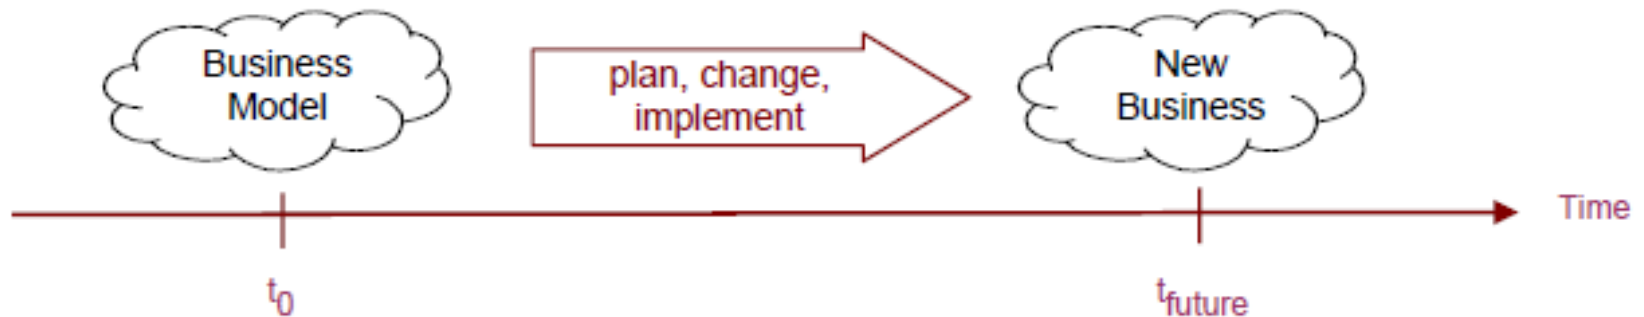 Business
Model
plan, change,
implement
New
Business
Time
t0
tfuture